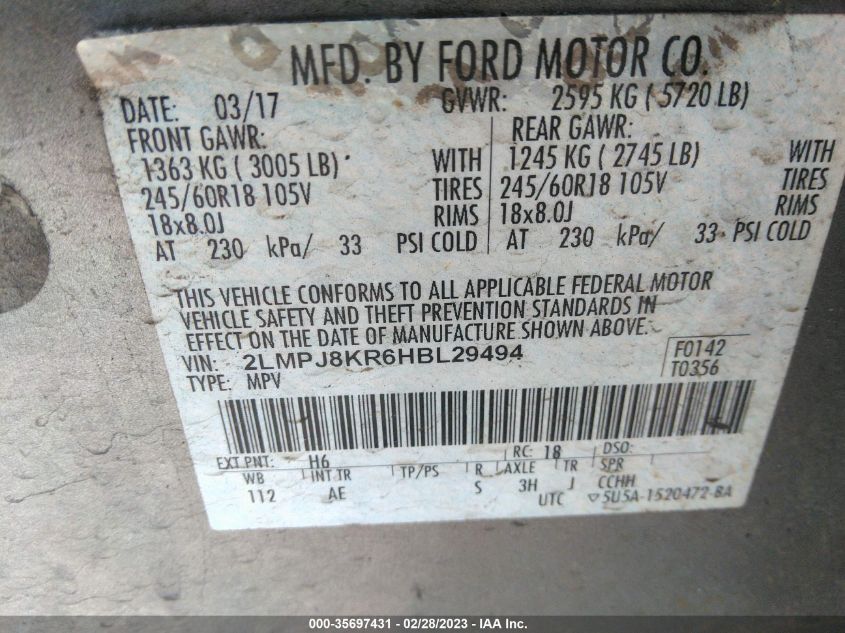 MFD. BY FORD MOTOR CO.
DATE: 03/17 GVWR: 2595 KG ( 5720 LB)
FRONT GAWR: REAR GAWR:
1363 KG ( 3005 LB) WITH 1245 KG ( 2745 LB) WITH
245/60R18 105V TIRES 245/60R18 105V TIRES
18x8.0J RIMS 18x8.0J RIMS
AT 230 kPa/ 33 PSI COLD AT 230 kPa/ 33 PSI COLD
THIS VEHICLE CONFORMS TO ALL APPLICABLE FEDERAL MOTOR
VEHICLE SAFETY AND THEFT PREVENTION STANDARDS IN
EFFECT ON THE DATE OF MANUFACTURE SHOWN ABOVE.
VIN: 2LMPJ8KR6HBL29494 F0142
TYPE: MPV T0356
EXT PNT: H6 RC: 18 DSO:
WB INT TR TP/PS R AXLE TR SPR
112 AE S 3H J CCHH
UTC ▽5U5A-1520472-BA
000-35697431 - 02/28/2023 - IAA Inc.